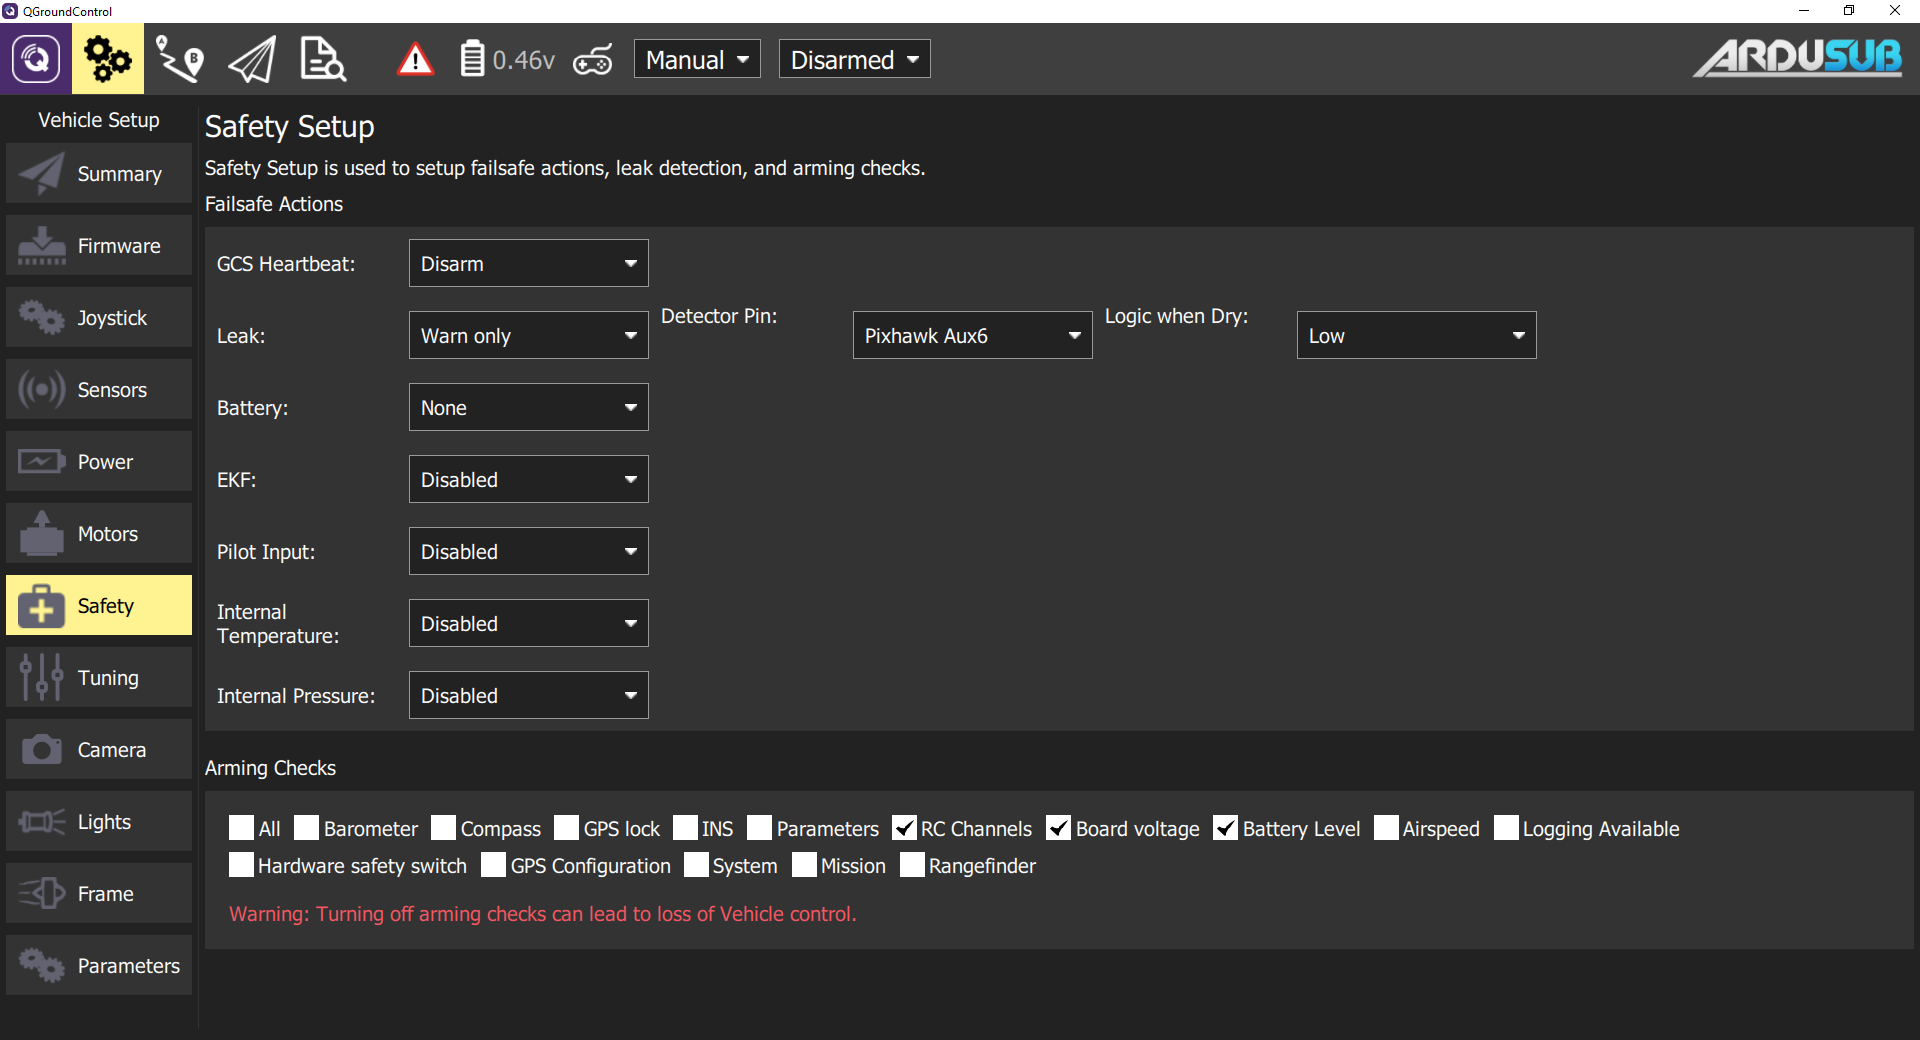 QGroundControl
0.46v Manual Disarmed ARDUSUB
Vehicle Setup
Summary
Firmware
Joystick
Sensors
Power
Motors
Safety
Tuning
Camera
Lights
Frame
Parameters
Safety Setup
Safety Setup is used to setup failsafe actions, leak detection, and arming checks.
Failsafe Actions
GCS Heartbeat: Disarm
Leak: Warn only Detector Pin: Pixhawk Aux6 Logic when Dry: Low
Battery: None
EKF: Disabled
Pilot Input: Disabled
Internal
Temperature: Disabled
Internal Pressure: Disabled
Arming Checks
All Barometer Compass GPS lock INS Parameters RC Channels Board voltage Battery Level Airspeed Logging Available
Hardware safety switch GPS Configuration System Mission Rangefinder
Warning: Turning off arming checks can lead to loss of Vehicle control.